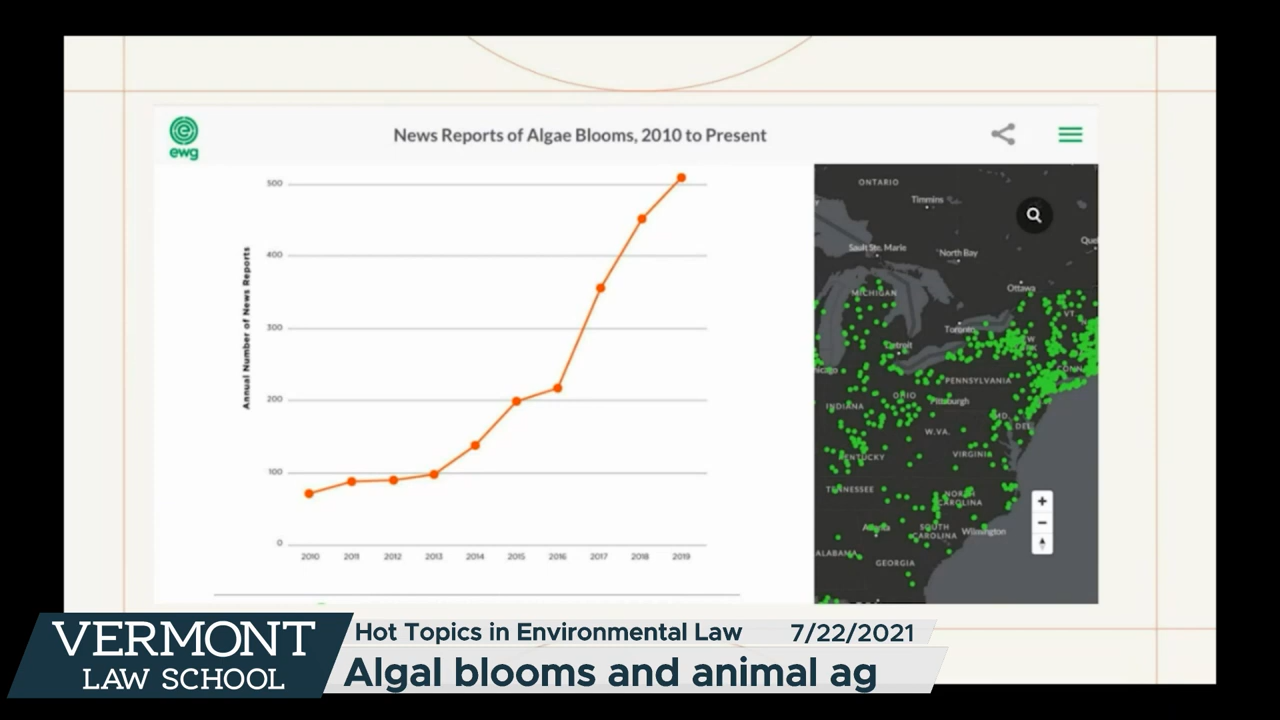 ewg
News Reports of Algae Blooms, 2010 to Present
Annual Number of News Reports
500
400
300
200
100
0
2010 2011 2012 2013 2014 2015 2016 2017 2018 2019
ONTARIO
Timmins
Sault Ste. Marie
North Bay
Ottawa
MICHIGAN
VT.
Toronto
Detroit
CONN.
PENNSYLVANIA
OHIO
Pittsburgh
INDIANA
MD.
DEL.
W.VA.
VIRGINIA
KENTUCKY
TENNESSEE
NORTH
CAROLINA
Atlanta
SOUTH
CAROLINA
Wilmington
ALABAMA
GEORGIA
+
−
VERMONT
LAW SCHOOL
Hot Topics in Environmental Law 7/22/2021
Algal blooms and animal ag